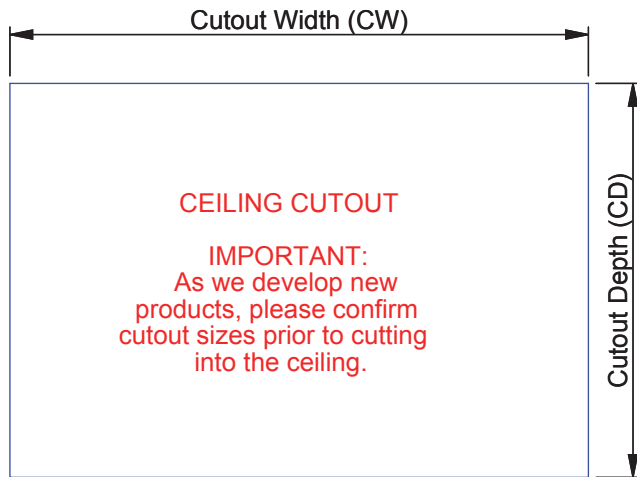 Cutout Width (CW)
CEILING CUTOUT
IMPORTANT:
As we develop new
products, please confirm
cutout sizes prior to cutting
into the ceiling.
Cutout Depth (CD)